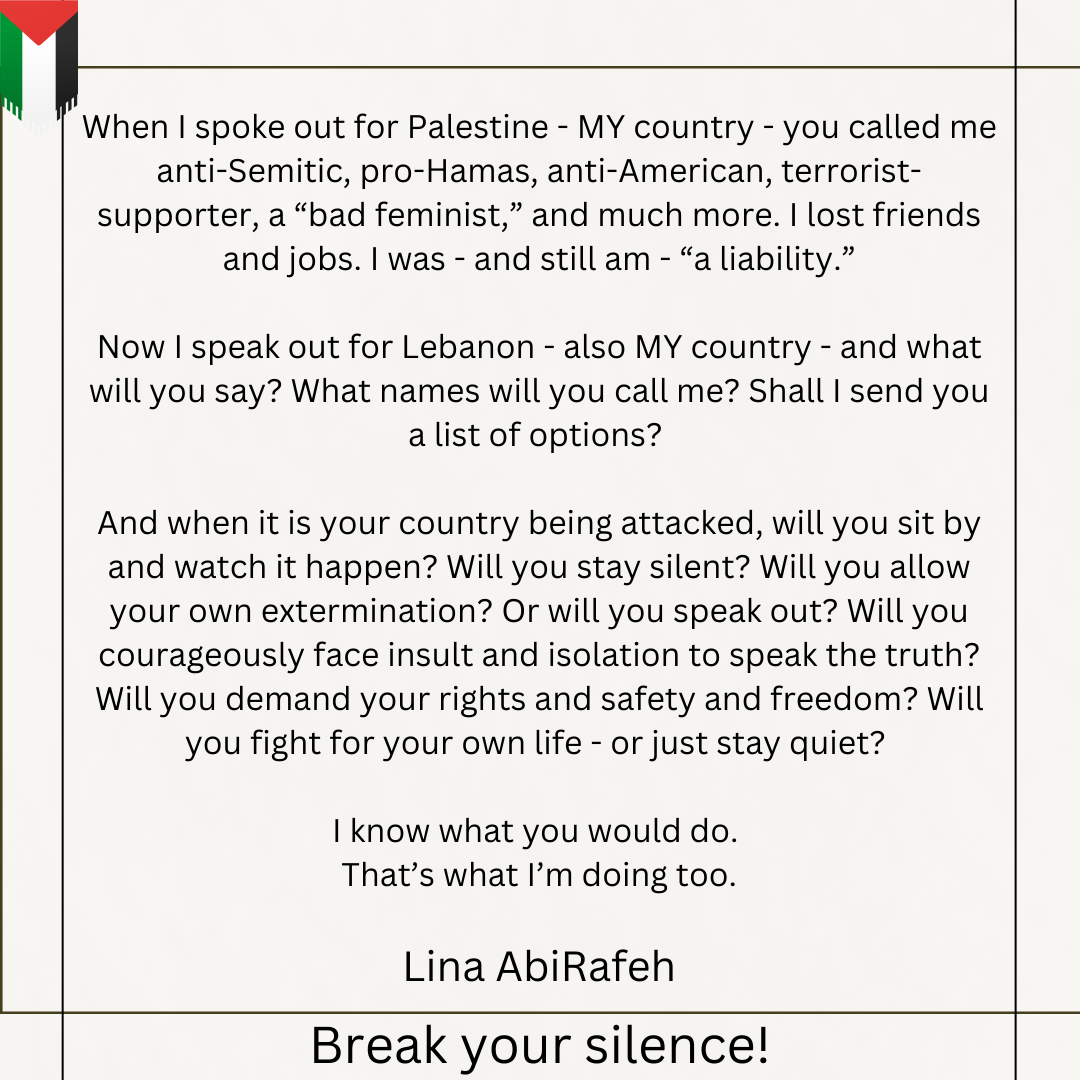 When I spoke out for Palestine - MY country - you called me
anti-Semitic, pro-Hamas, anti-American, terrorist-
supporter, a “bad feminist,” and much more. I lost friends
and jobs. I was - and still am - “a liability.”
Now I speak out for Lebanon - also MY country - and what
will you say? What names will you call me? Shall I send you
a list of options?
And when it is your country being attacked, will you sit by
and watch it happen? Will you stay silent? Will you allow
your own extermination? Or will you speak out? Will you
courageously face insult and isolation to speak the truth?
Will you demand your rights and safety and freedom? Will
you fight for your own life - or just stay quiet?
I know what you would do.
That’s what I’m doing too.
Lina AbiRafeh
Break your silence!